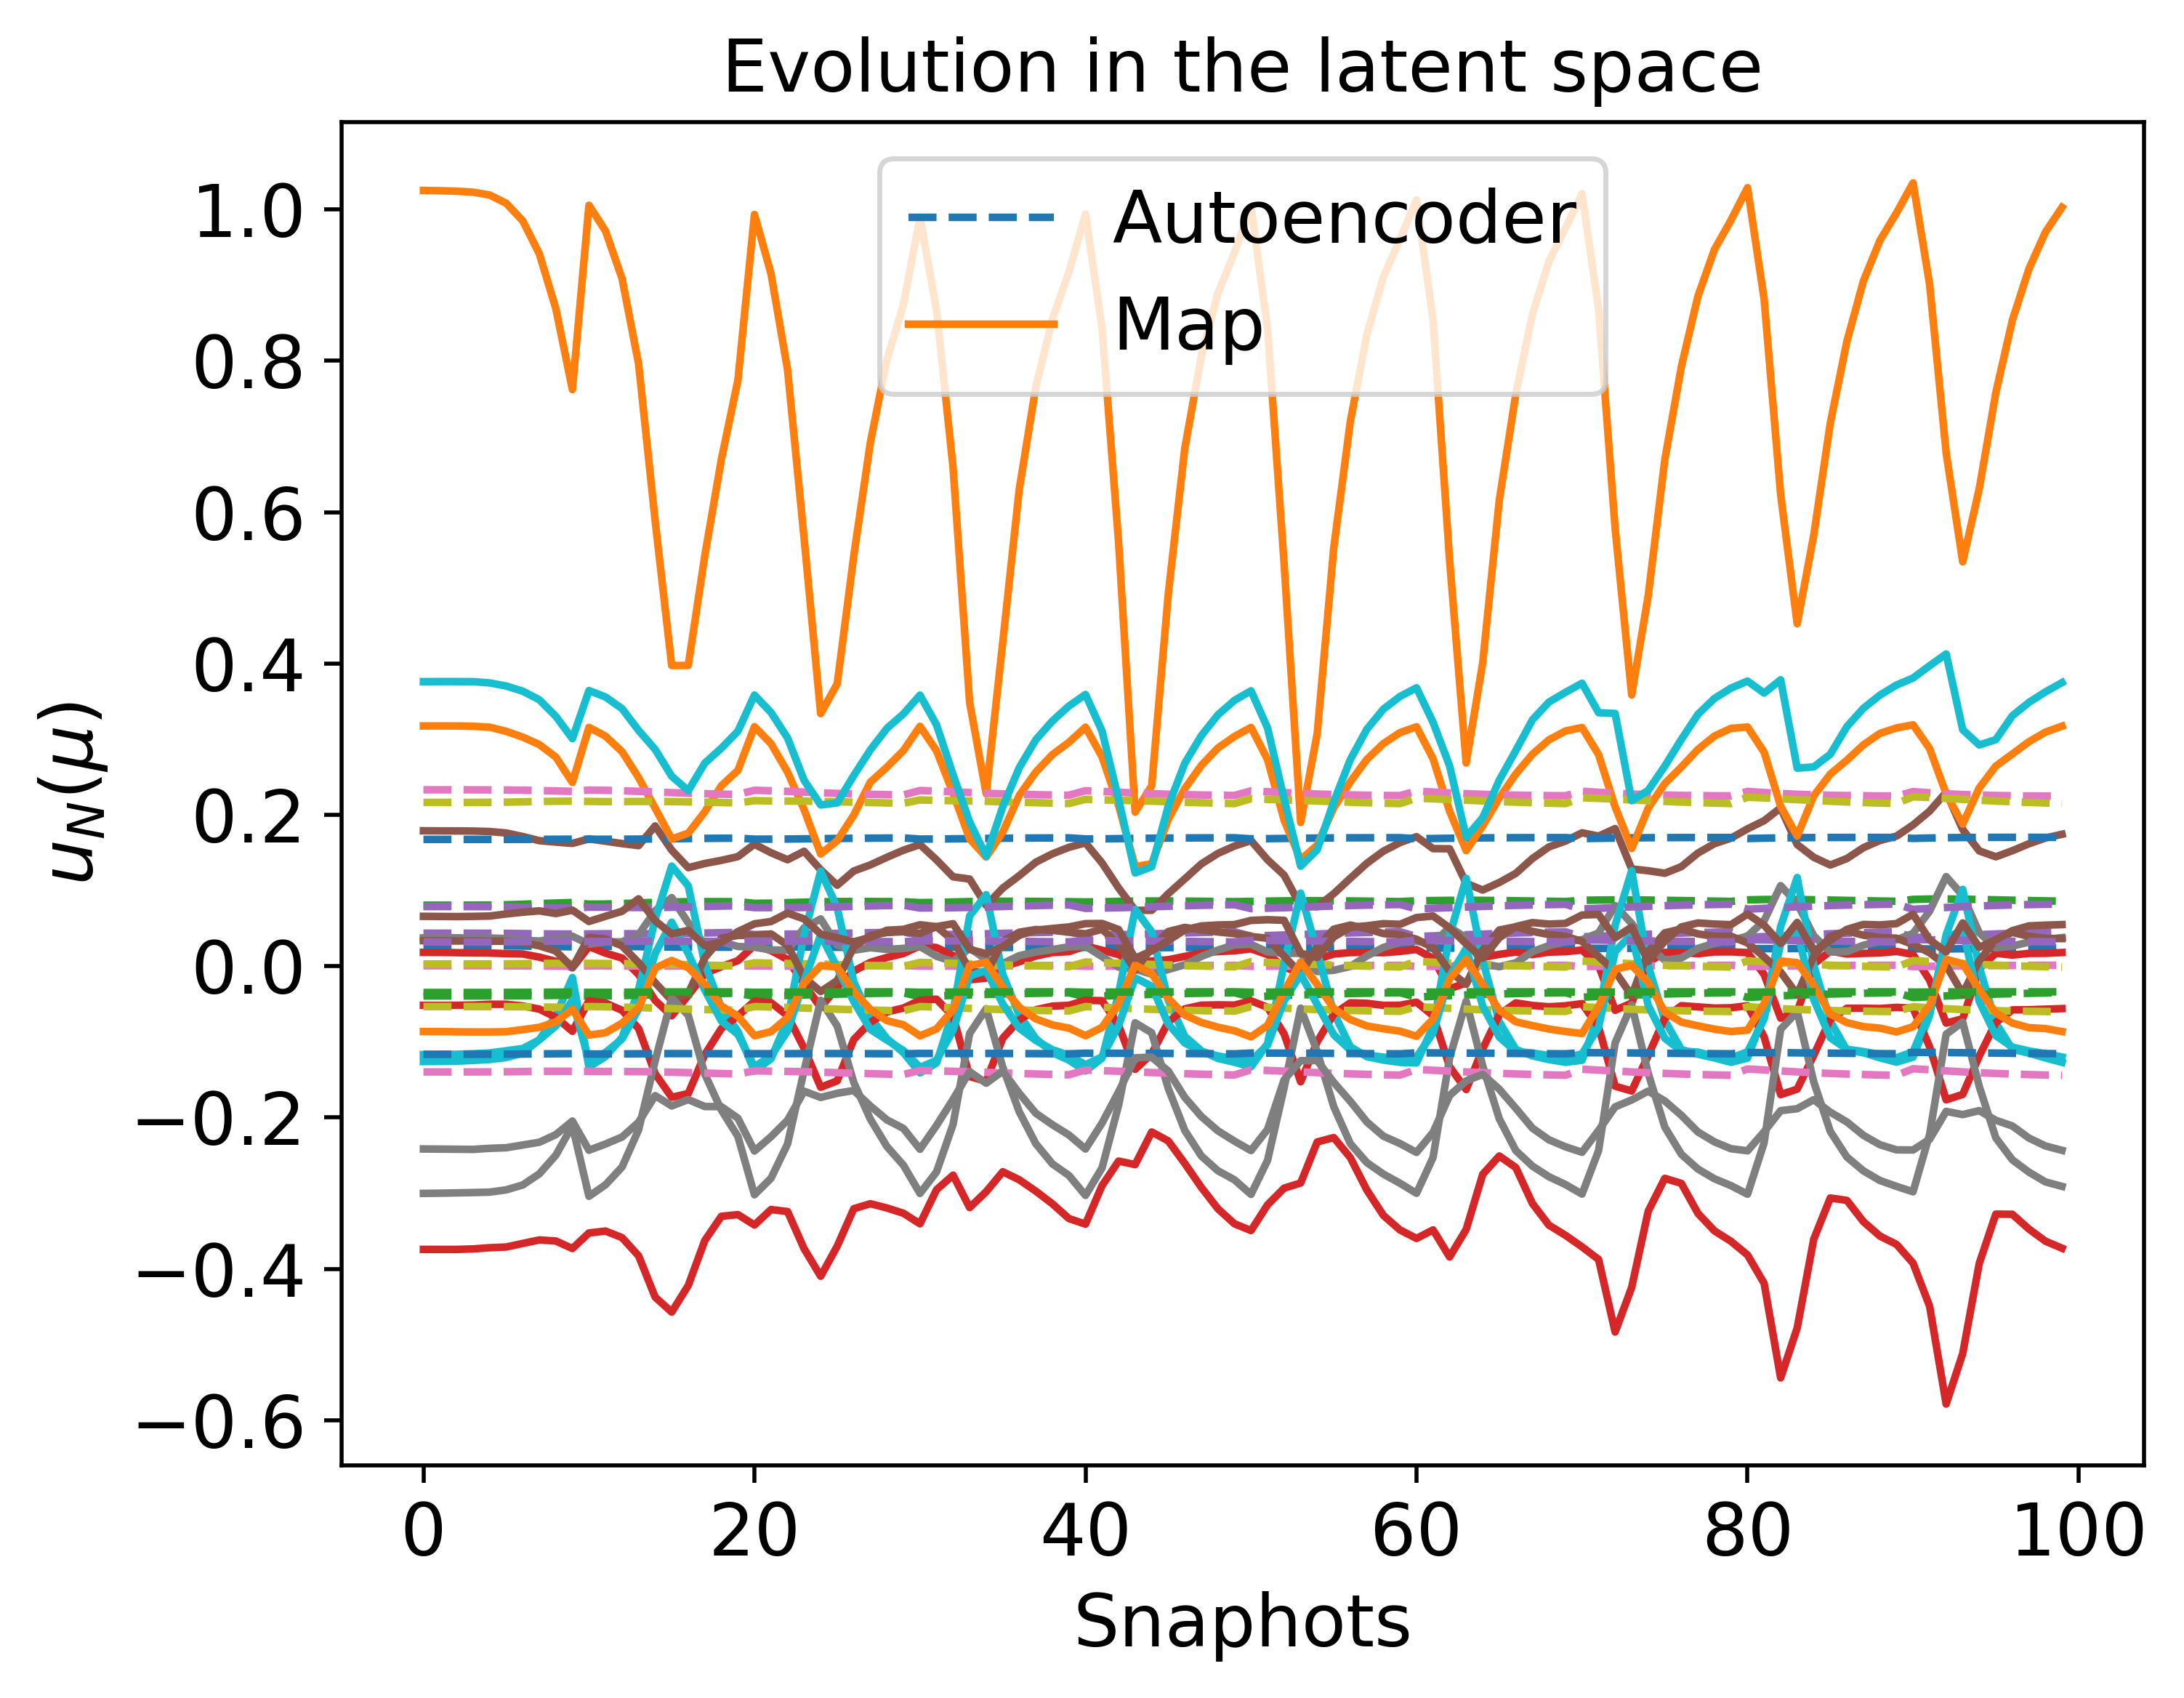 Evolution in the latent space
Autoencoder
Map
1.0
0.8
0.6
0.4
0.2
0.0
−0.2
−0.4
−0.6
u_N(μ)
0 20 40 60 80 100
Snaphots